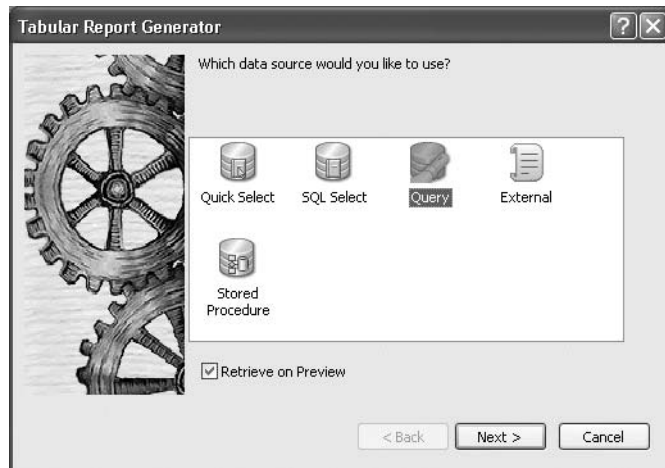 Tabular Report Generator
Which data source would you like to use?
Quick Select
SQL Select
Query
External
Stored
Procedure
Retrieve on Preview
< Back
Next >
Cancel